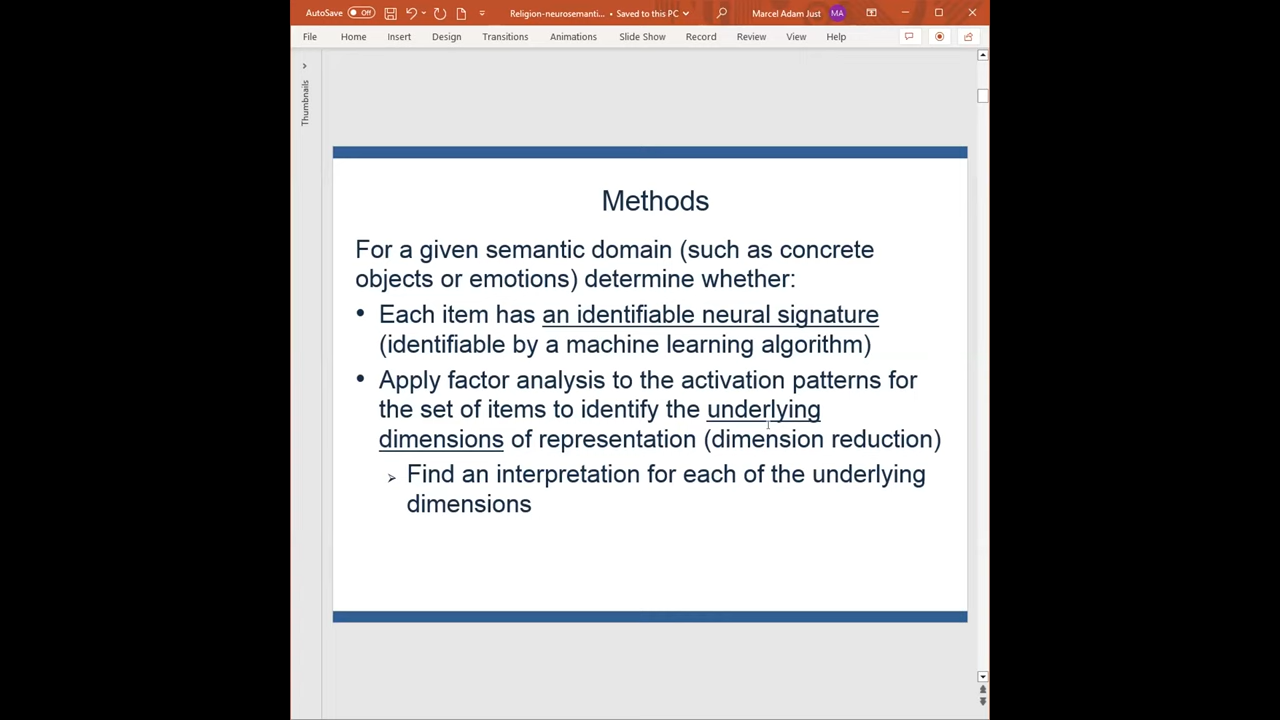 AutoSave Off Religion-neurosemanti... • Saved to this PC Marcel Adam Just MA
File Home Insert Design Transitions Animations Slide Show Record Review View Help
Thumbnails
Methods
For a given semantic domain (such as concrete
objects or emotions) determine whether:
• Each item has an identifiable neural signature
(identifiable by a machine learning algorithm)
• Apply factor analysis to the activation patterns for
the set of items to identify the underlying
dimensions of representation (dimension reduction)
➢ Find an interpretation for each of the underlying
dimensions